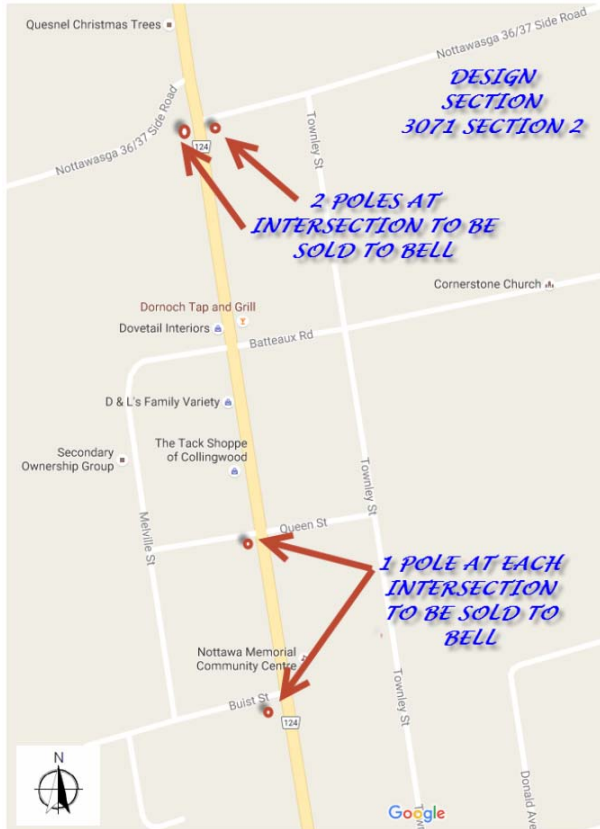 Quesnel Christmas Trees
Nottawasga 36/37 Side Road
DESIGN
SECTION
3071 SECTION 2
Nottawasga 36/37 Side Road
Townley St
124
2 POLES AT
INTERSECTION TO BE
SOLD TO BELL
Cornerstone Church
Dornoch Tap and Grill
Dovetail Interiors
Batteaux Rd
D & L's Family Variety
The Tack Shoppe
of Collingwood
Secondary
Ownership Group
Townley St
Melville St
Queen St
1 POLE AT EACH
INTERSECTION
TO BE SOLD TO
BELL
Nottawa Memorial
Community Centre
Buist St
Townley St
124
N
Donald Ave
Google
Town